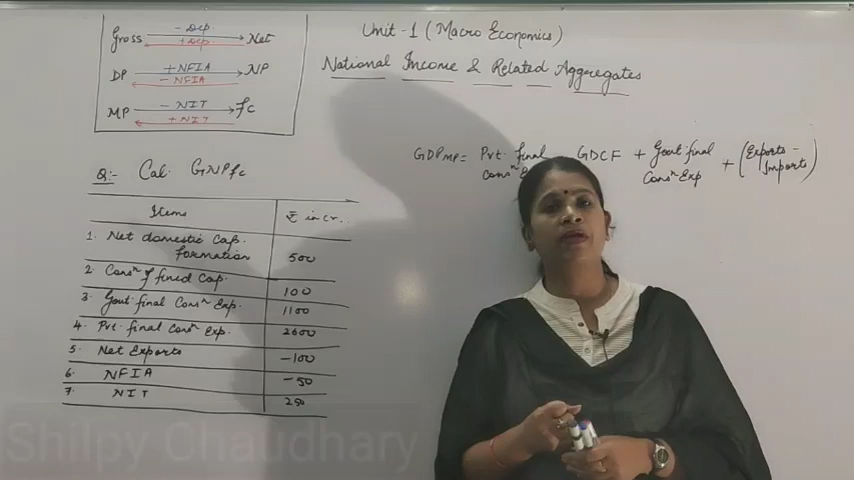 Gross - Dep. Net
+ Dep.
DP + NFIA NP
- NFIA
MP - NIT fc
+ NIT
Unit-1 (Macro Economics)
National Income & Related Aggregates
GDPMP = Pvt. final GDCF + Govt final + (Exports -
Consⁿ Consⁿ Exp Imports)
Q:- Cal. GNPfc
Items ₹ in cr.
1. Net domestic Cap.
formation 500
2. Consⁿ of fixed Cap. 100
3. Govt final Consⁿ Exp. 1100
4. Pvt. final Consⁿ Exp. 2600
5. Net Exports -100
6. NFIA -50
7. NIT 250
Shilpy Chaudhary